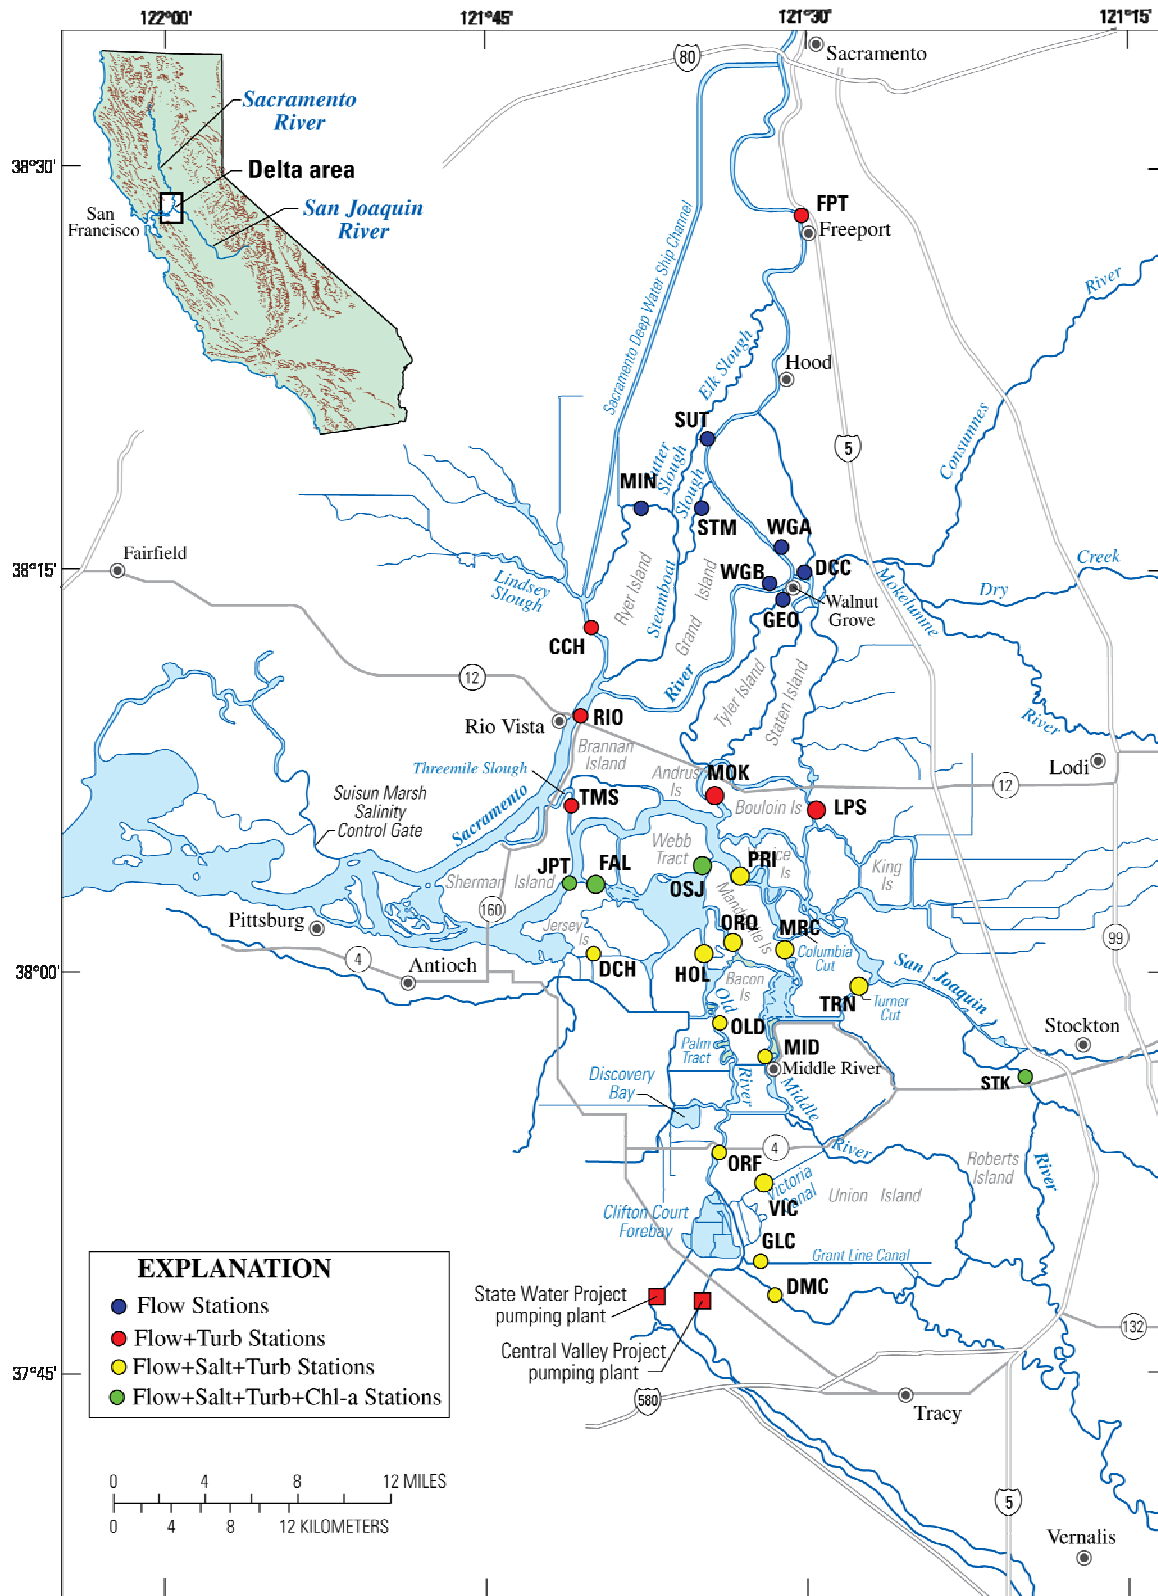 122°00'
121°45'
121°30'
121°15'
80
Sacramento
Sacramento
River
38°30'
Delta area
San
Francisco
San Joaquin
River
FPT
Freeport
Sacramento Deep Water Ship Channel
River
Elk Slough
Hood
SUT
Consumnes
5
Slough
MIN
Slough
STM
WGA
Fairfield
38°15'
Lindsey
Slough
Ryer Island
Steamboat
Grand Island
WGB
DCC
Walnut
Grove
GEO
Mokelumne
Creek
Dry
CCH
River
Tyler Island
Staten Island
River
12
Rio Vista
RIO
Brannan
Island
Threemile Slough
Andrus
Is
MOK
Lodi
12
Suisun Marsh
Salinity
Control Gate
Sacramento
TMS
Bouloin Is
LPS
Webb
Tract
JPT
FAL
PRI
Is
King
Is
Sherman Island
OSJ
160
Pittsburg
Jersey
Is
ORQ
MRC
Columbia
Cut
99
4
Antioch
38°00'
DCH
HOL
Bacon
Is
San Joaquin
TRN
Turner
Cut
Old
OLD
Stockton
Palm
Tract
MID
Middle River
STK
Discovery
Bay
River
Middle
4
River
ORF
Roberts
Island
River
Victoria
VIC
Union Island
Clifton Court
Forebay
GLC
Grant Line Canal
DMC
State Water Project
pumping plant
Central Valley Project
pumping plant
132
37°45'
580
Tracy
5
Vernalis
EXPLANATION
Flow Stations
Flow+Turb Stations
Flow+Salt+Turb Stations
Flow+Salt+Turb+Chl-a Stations
0 4 8 12 MILES
0 4 8 12 KILOMETERS